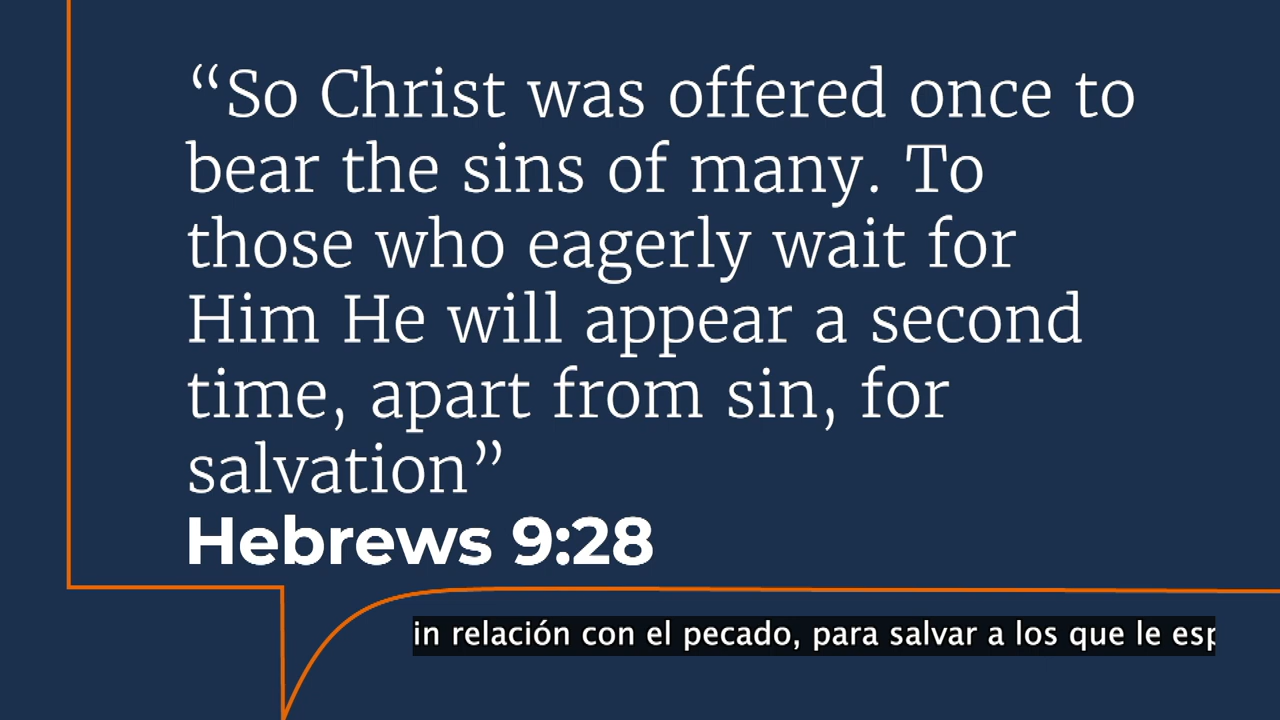 “So Christ was offered once to
bear the sins of many. To
those who eagerly wait for
Him He will appear a second
time, apart from sin, for
salvation”
Hebrews 9:28
relación con el pecado, para salvar a los que le